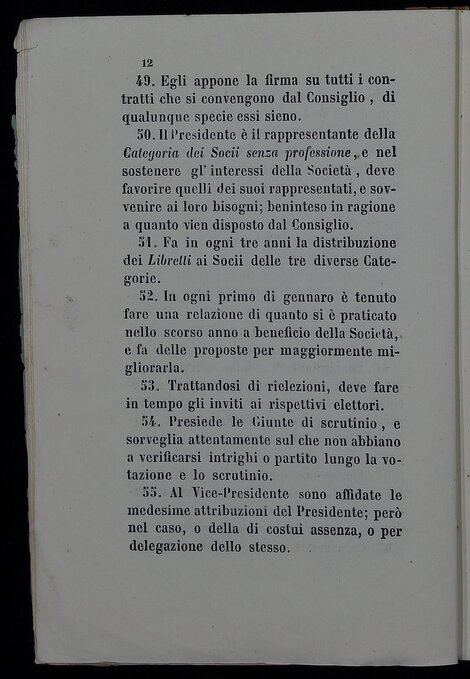 12
49. Egli appone la firma su tutti i con-
tratti che si convengono dal Consiglio , di
qualunque specie essi sieno.
50. Il Presidente è il rappresentante della
Categoria dei Socii senza professione, e nel
sostenere gl' interessi della Società , deve
favorire quelli dei suoi rappresentati, e sov-
venire ai loro bisogni; beninteso in ragione
a quanto vien disposto dal Consiglio.
51. Fa in ogni tre anni la distribuzione
dei Libretti ai Socii delle tre diverse Cate-
gorie.
52. In ogni primo di gennaro è tenuto
fare una relazione di quanto si è praticato
nello scorso anno a beneficio della Società,
e fa delle proposte per maggiormente mi-
gliorarla.
53. Trattandosi di rielezioni, deve fare
in tempo gli inviti ai rispettivi elettori.
54. Presiede le Giunte di scrutinio , e
sorveglia attentamente sul che non abbiano
a verificarsi intrighi o partito lungo la vo-
tazione e lo scrutinio.
55. Al Vice-Presidente sono affidate le
medesime attribuzioni del Presidente; però
nel caso, o della di costui assenza, o per
delegazione dello stesso.